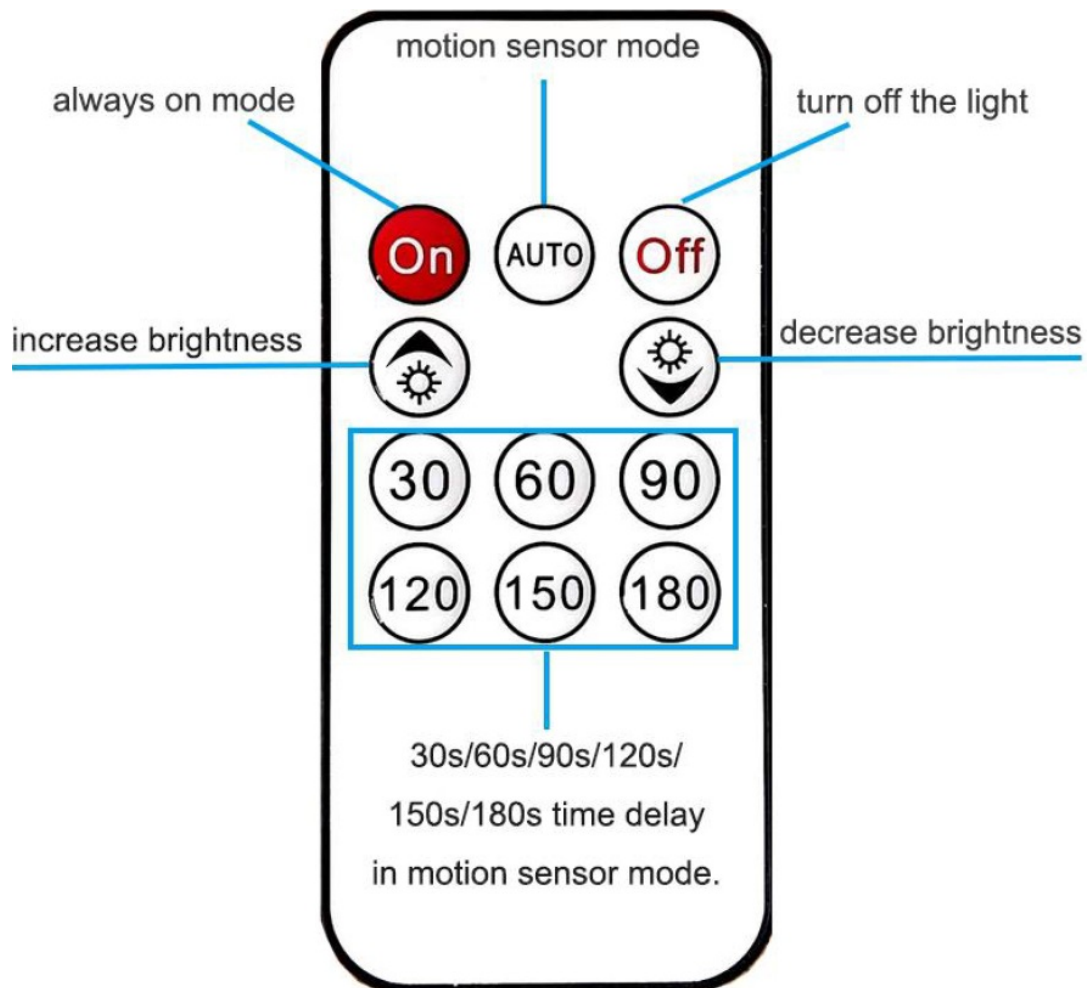 motion sensor mode
always on mode
turn off the light
On AUTO Off
increase brightness
decrease brightness
30 60 90
120 150 180
30s/60s/90s/120s/
150s/180s time delay
in motion sensor mode.